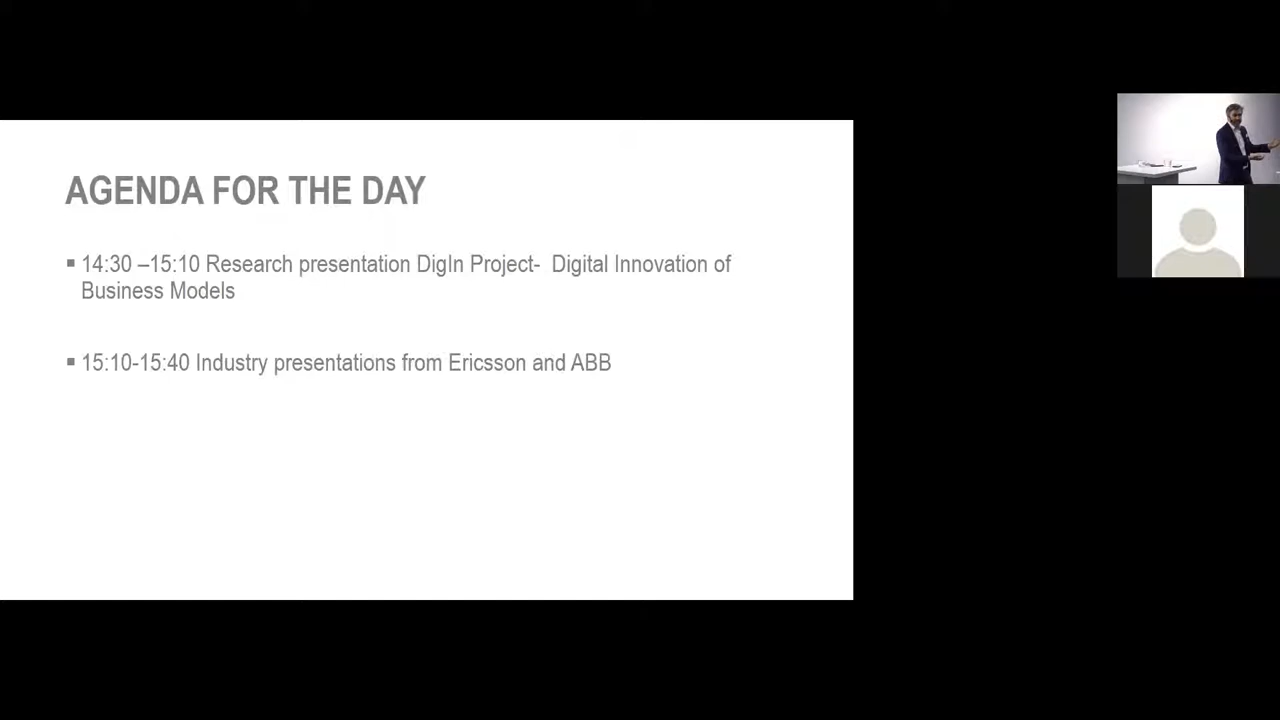 AGENDA FOR THE DAY
▪ 14:30 –15:10 Research presentation DigIn Project-  Digital Innovation of
Business Models
▪ 15:10-15:40 Industry presentations from Ericsson and ABB